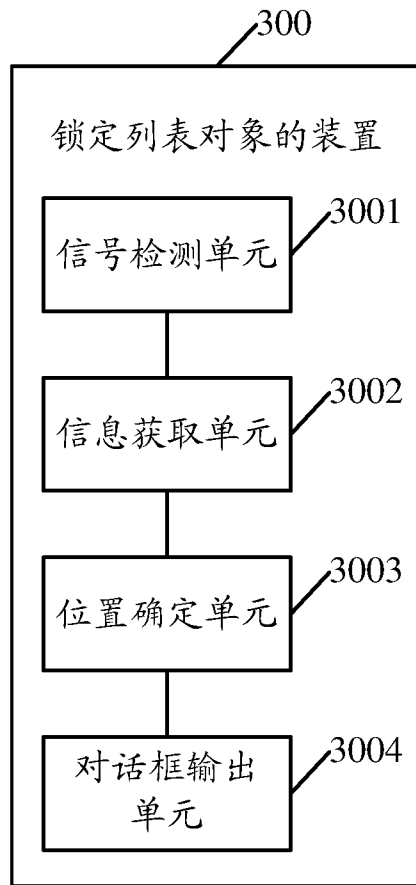 300
锁定列表对象的装置
3001
信号检测单元
3002
信息获取单元
3003
位置确定单元
3004
对话框输出
单元